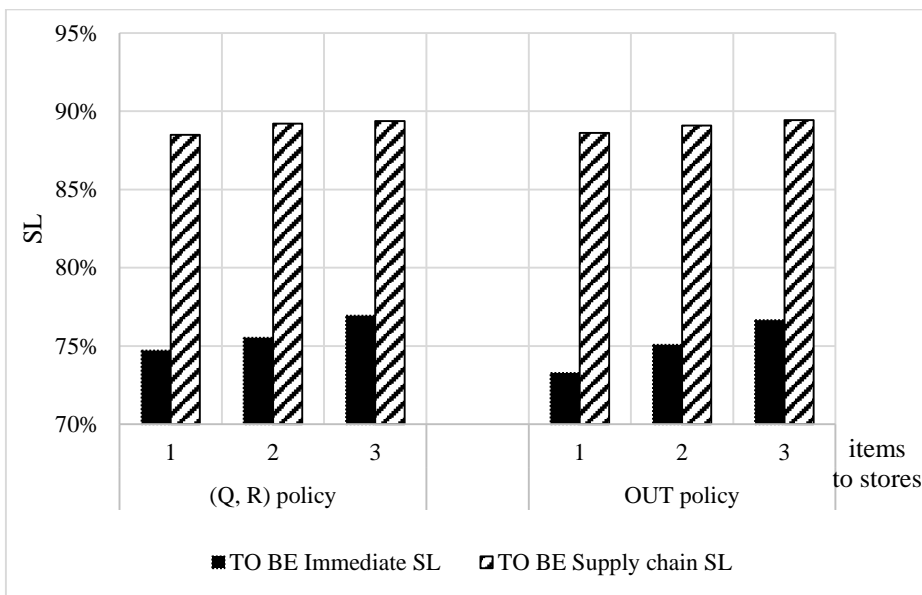 95%
90%
85%
80%
75%
70%
SL
1 2 3 1 2 3 items
to stores
(Q, R) policy OUT policy
TO BE Immediate SL TO BE Supply chain SL